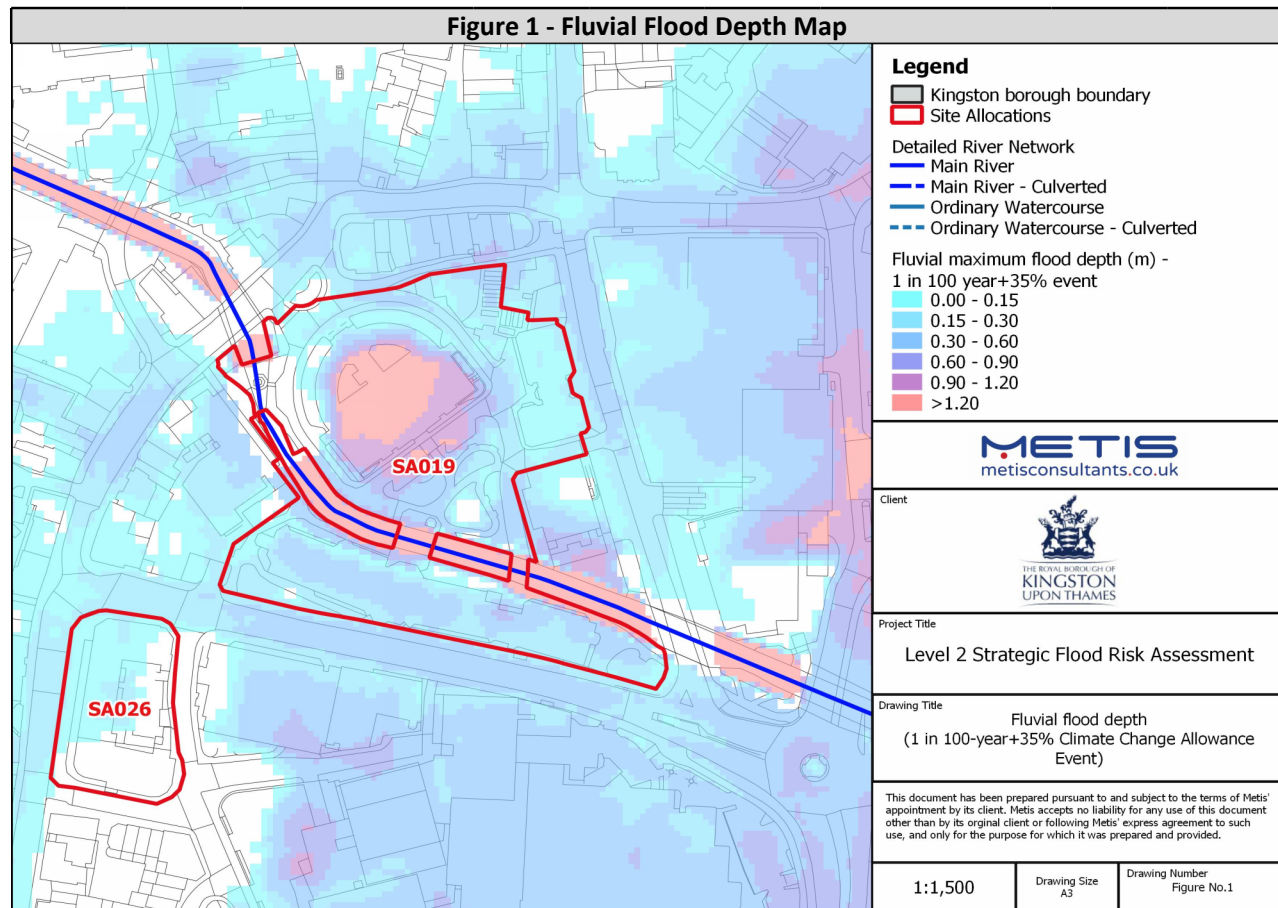 Figure 1 - Fluvial Flood Depth Map
SA019
SA026
Legend
Kingston borough boundary
Site Allocations
Detailed River Network
Main River
Main River - Culverted
Ordinary Watercourse
Ordinary Watercourse - Culverted
Fluvial maximum flood depth (m) -
1 in 100 year+35% event
0.00 - 0.15
0.15 - 0.30
0.30 - 0.60
0.60 - 0.90
0.90 - 1.20
>1.20
METIS
metisconsultants.co.uk
Client
THE ROYAL BOROUGH OF
KINGSTON
UPON THAMES
Project Title
Level 2 Strategic Flood Risk Assessment
Drawing Title
Fluvial flood depth
(1 in 100-year+35% Climate Change Allowance
Event)
This document has been prepared pursuant to and subject to the terms of Metis'
appointment by its client. Metis accepts no liability for any use of this document
other than by its orginal client or following Metis' express agreement to such
use, and only for the purpose for which it was prepared and provided.
1:1,500
Drawing Size
A3
Drawing Number
Figure No.1